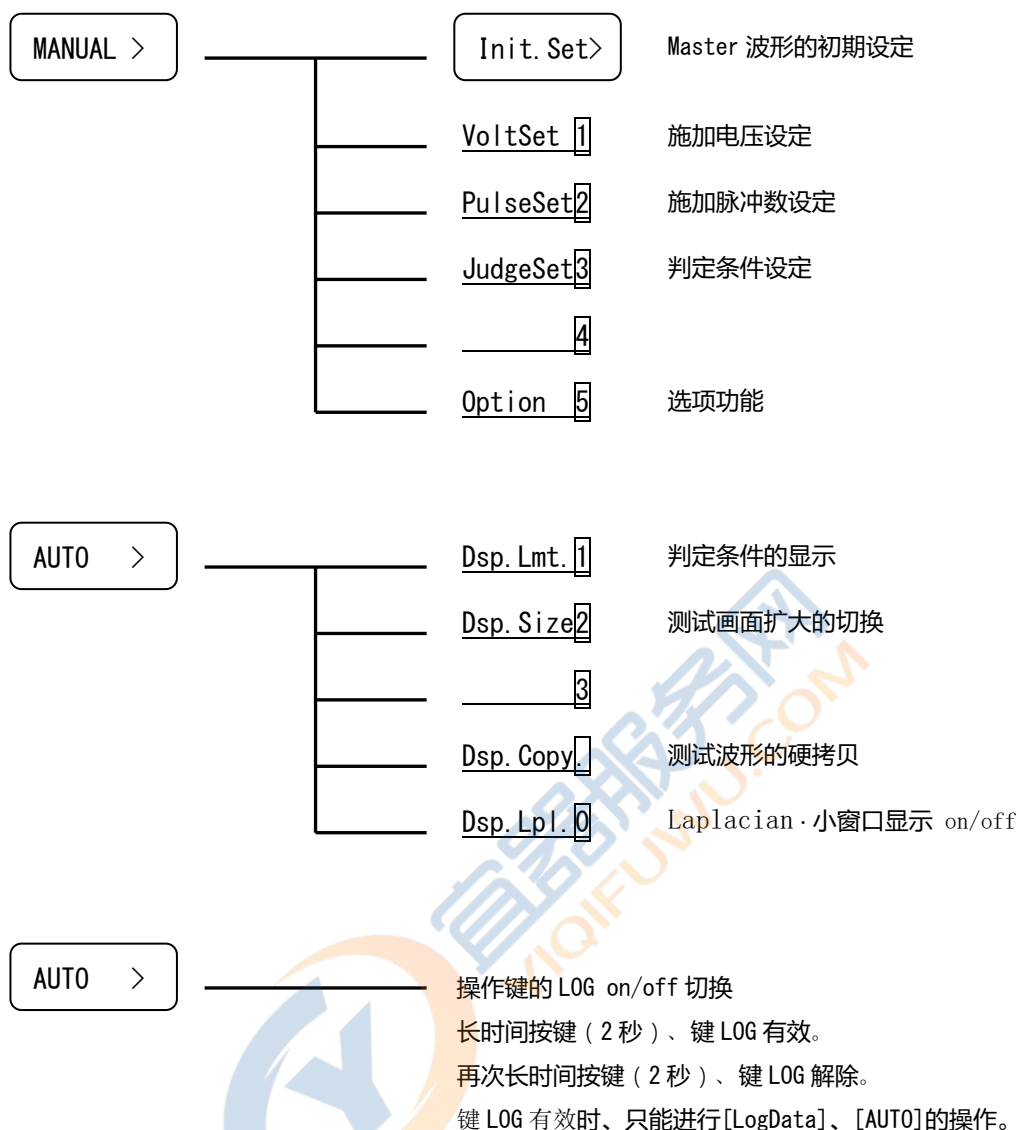 MANUAL > Init.Set> Master 波形的初期设定
VoltSet 1 施加电压设定
PulseSet2 施加脉冲数设定
JudgeSet3 判定条件设定
4
Option 5 选项功能
AUTO > Dsp.Lmt.1 判定条件的显示
Dsp.Size2 测试画面扩大的切换
3
Dsp.Copy. 测试波形的硬拷贝
Dsp.Lpl.0 Laplacian·小窗口显示 on/off
AUTO > 操作键的 LOG on/off 切换
长时间按键（2 秒）、键 LOG 有效。
再次长时间按键（2 秒）、键 LOG 解除。
键 LOG 有效时、只能进行[LogData]、[AUTO]的操作。
仪器服务网
YIQIFUWU.COM